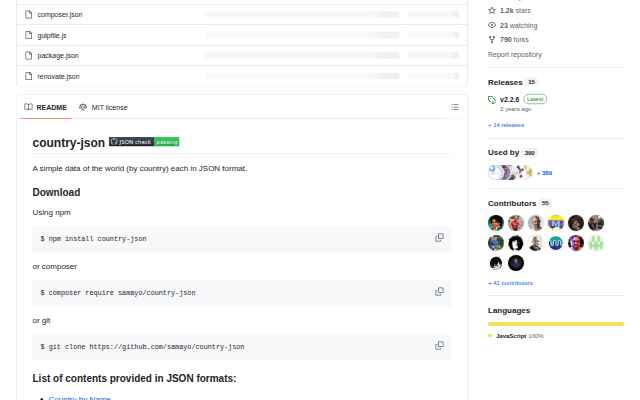 composer.json
gulpfile.js
package.json
renovate.json
README
MIT license
country-json JSON check passing
A simple data of the world (by country) each in JSON format.
Download
Using npm
$ npm install country-json
or composer
$ composer require samayo/country-json
or git
$ git clone https://github.com/samayo/country-json
List of contents provided in JSON formats:
Country by Name
1.2k stars
23 watching
790 forks
Report repository
Releases 15
v2.2.6 Latest
2 years ago
+ 14 releases
Used by 390
+ 389
Contributors 55
+ 41 contributors
Languages
JavaScript 100%